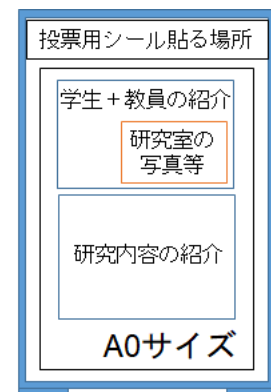 投票用シール貼る場所
学生＋教員の紹介
研究室の
写真等
研究内容の紹介
A0サイズ